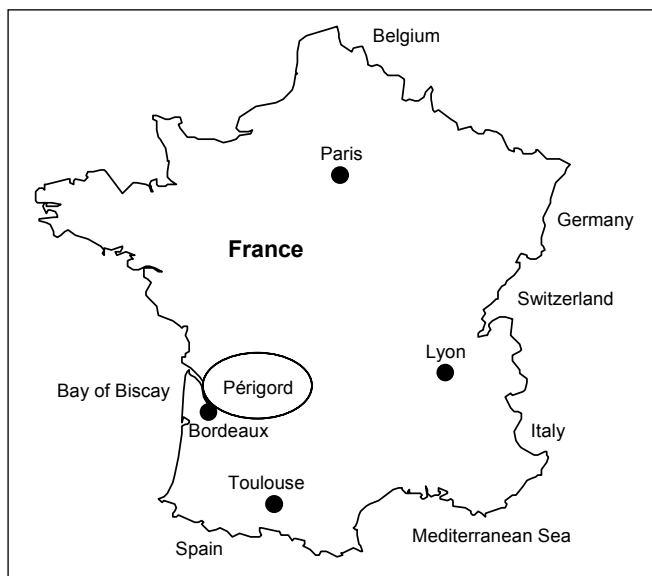 Belgium
Paris
Germany
France
Switzerland
Lyon
Périgord
Bay of Biscay
Bordeaux
Italy
Toulouse
Mediterranean Sea
Spain